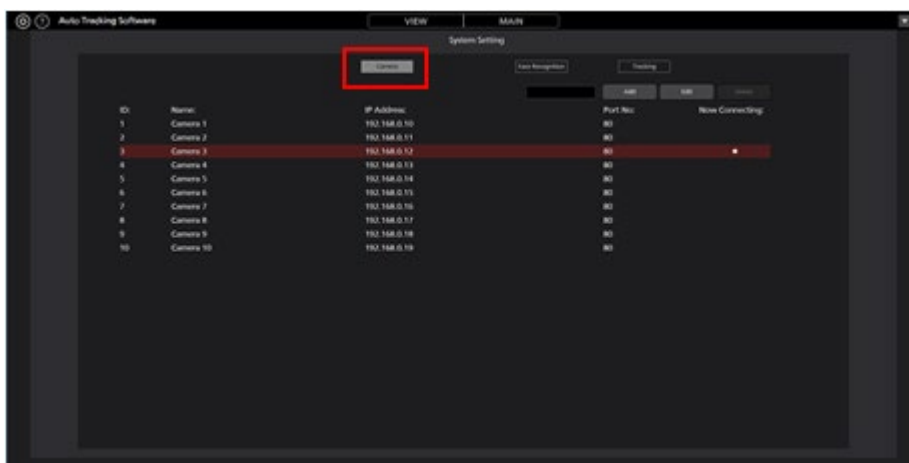 Auto Tracking Software VIEW MAIN
System Setting
Camera Face Recognition Tracking
Add Edit Delete
ID: Name: IP Address: Port No: Now Connecting:
1 Camera 1 192.168.0.10 80
2 Camera 2 192.168.0.11 80
3 Camera 3 192.168.0.12 80
4 Camera 4 192.168.0.13 80
5 Camera 5 192.168.0.14 80
6 Camera 6 192.168.0.15 80
7 Camera 7 192.168.0.16 80
8 Camera 8 192.168.0.17 80
9 Camera 9 192.168.0.18 80
10 Camera 10 192.168.0.19 80